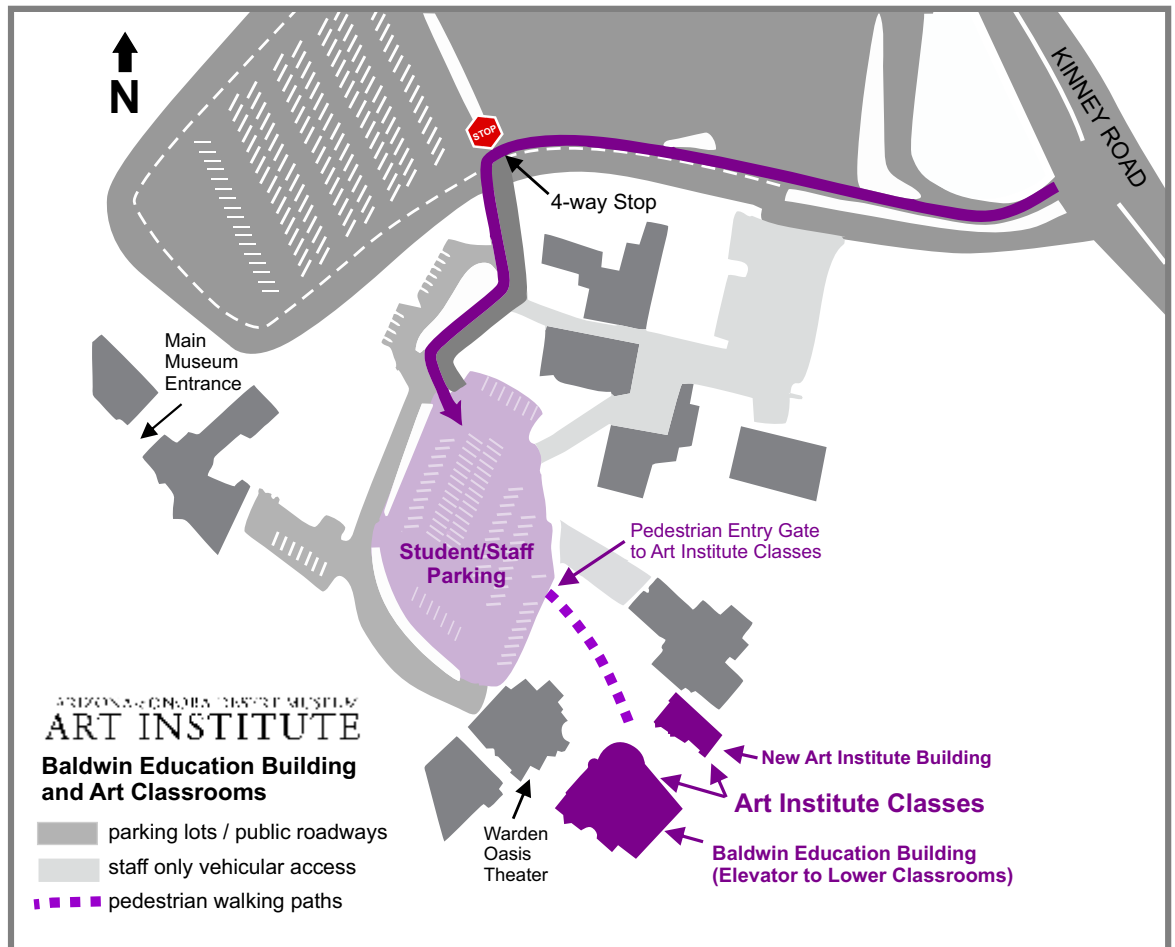 N
STOP
KINNEY ROAD
4-way Stop
Main
Museum
Entrance
Pedestrian Entry Gate
to Art Institute Classes
Student/Staff
Parking
ART INSTITUTE
Baldwin Education Building
and Art Classrooms
parking lots / public roadways
staff only vehicular access
pedestrian walking paths
New Art Institute Building
Art Institute Classes
Warden
Oasis
Theater
Baldwin Education Building
(Elevator to Lower Classrooms)